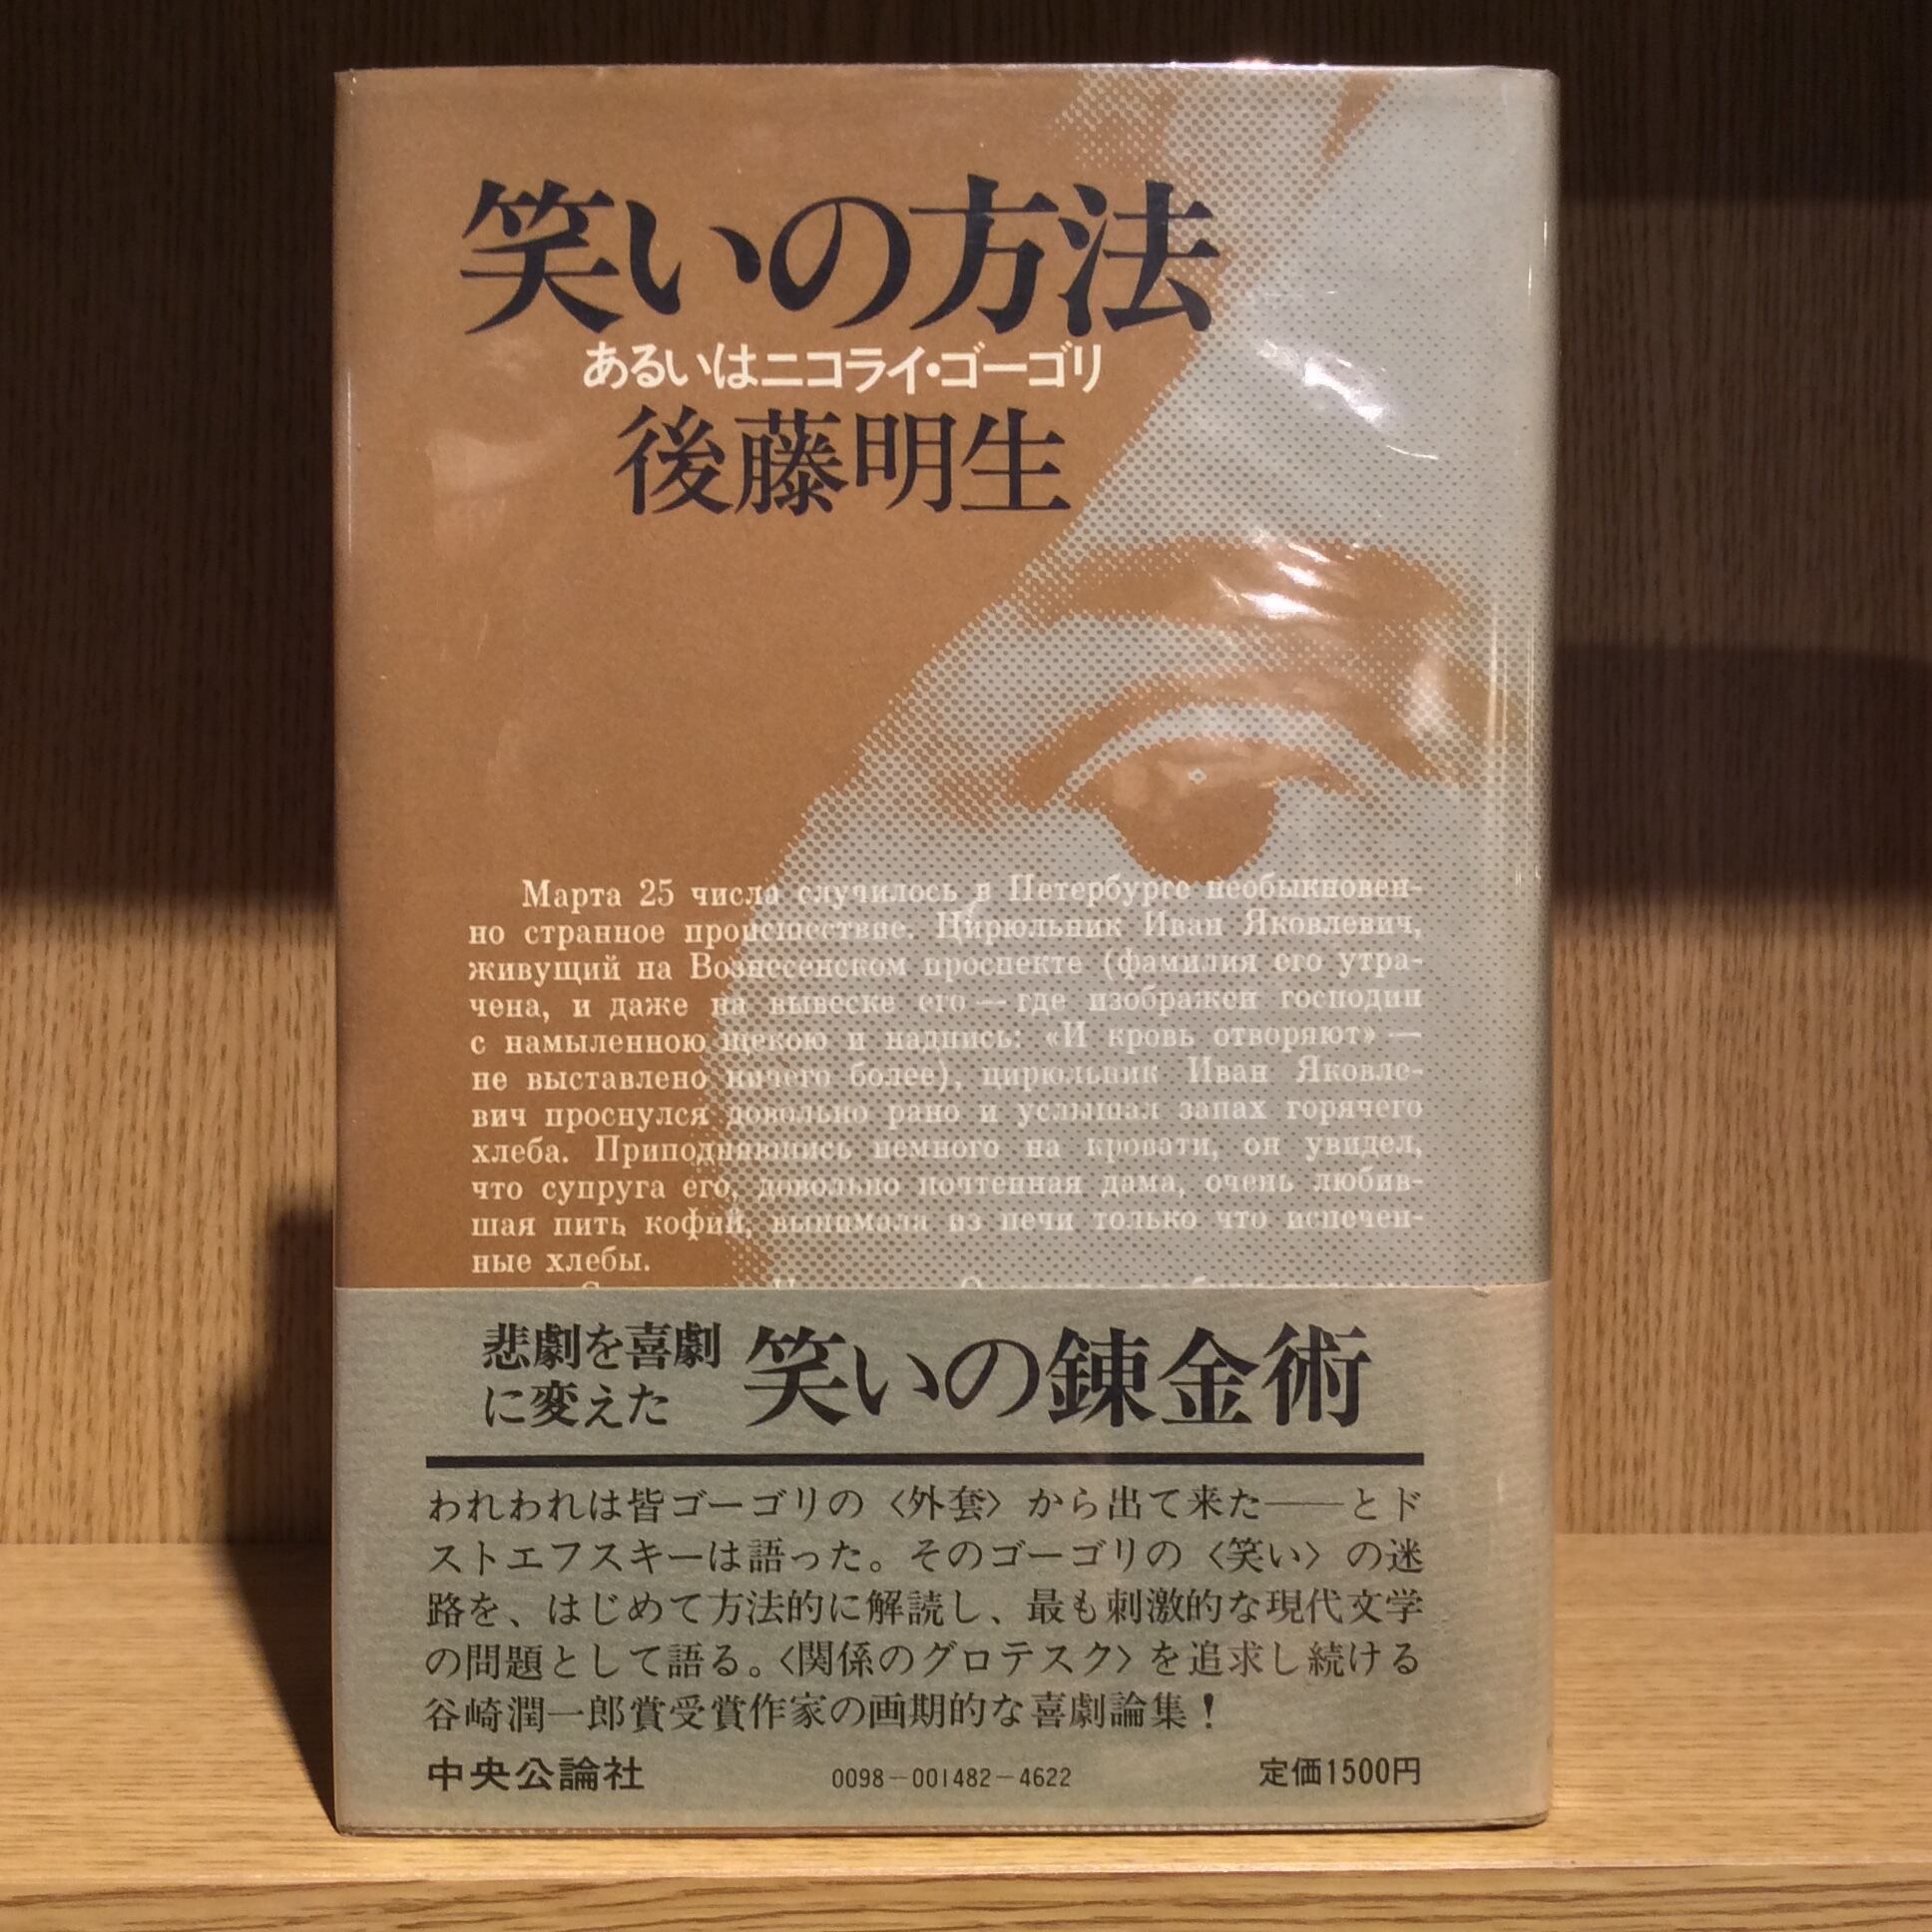 笑いの方法
あるいはニコライ・ゴーゴリ
後藤明生
Марта 25 числа случилось в Петербурге необыкновен-
но странное происшествие. Цирюльник Иван Яковлевич,
живущий на Вознесенском проспекте (фамилия его утра-
чена, и даже на вывеске его — где изображен господин
с намыленною щекою и надпись: «И кровь отворяют» —
не выставлено ничего более), цирюльник Иван Яковле-
вич проснулся довольно рано и услышал запах горячего
хлеба. Приподнявшись немного на кровати, он увидел,
что супруга его, довольно почтенная дама, очень любив-
шая пить кофий, вынимала из печи только что испечен-
ные хлебы.
悲劇を喜劇
に変えた
笑いの錬金術
われわれは皆ゴーゴリの〈外套〉から出て来た――とド
ストエフスキーは語った。そのゴーゴリの〈笑い〉の迷
路を、はじめて方法的に解読し、最も刺激的な現代文学
の問題として語る。〈関係のグロテスク〉を追求し続ける
谷崎潤一郎賞受賞作家の画期的な喜劇論集！
中央公論社 0098-001482-4622 定価1500円